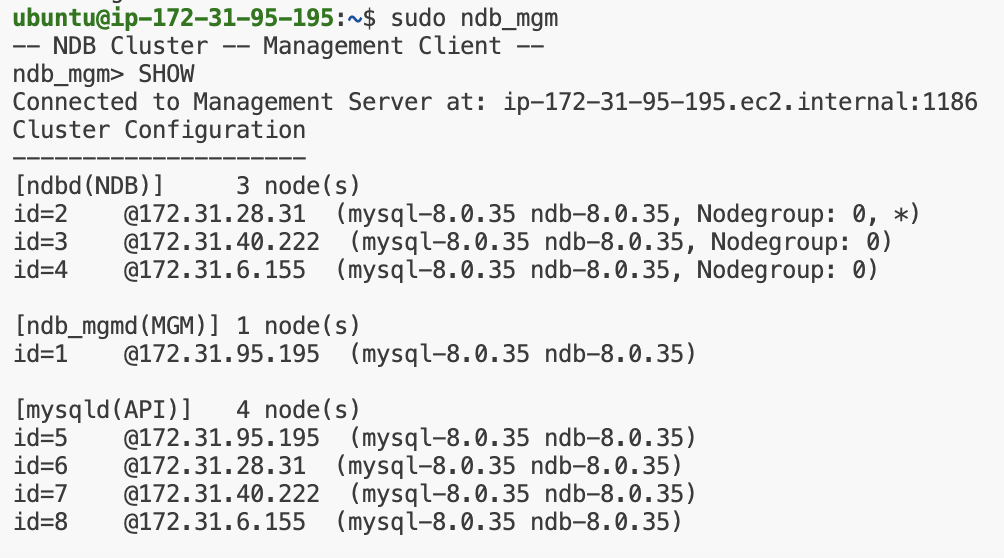 ubuntu@ip-172-31-95-195:~$ sudo ndb_mgm
-- NDB Cluster -- Management Client --
ndb_mgm> SHOW
Connected to Management Server at: ip-172-31-95-195.ec2.internal:1186
Cluster Configuration
---------------------
[ndbd(NDB)]     3 node(s)
id=2    @172.31.28.31  (mysql-8.0.35 ndb-8.0.35, Nodegroup: 0, *)
id=3    @172.31.40.222  (mysql-8.0.35 ndb-8.0.35, Nodegroup: 0)
id=4    @172.31.6.155  (mysql-8.0.35 ndb-8.0.35, Nodegroup: 0)

[ndb_mgmd(MGM)] 1 node(s)
id=1    @172.31.95.195  (mysql-8.0.35 ndb-8.0.35)

[mysqld(API)]   4 node(s)
id=5    @172.31.95.195  (mysql-8.0.35 ndb-8.0.35)
id=6    @172.31.28.31  (mysql-8.0.35 ndb-8.0.35)
id=7    @172.31.40.222  (mysql-8.0.35 ndb-8.0.35)
id=8    @172.31.6.155  (mysql-8.0.35 ndb-8.0.35)